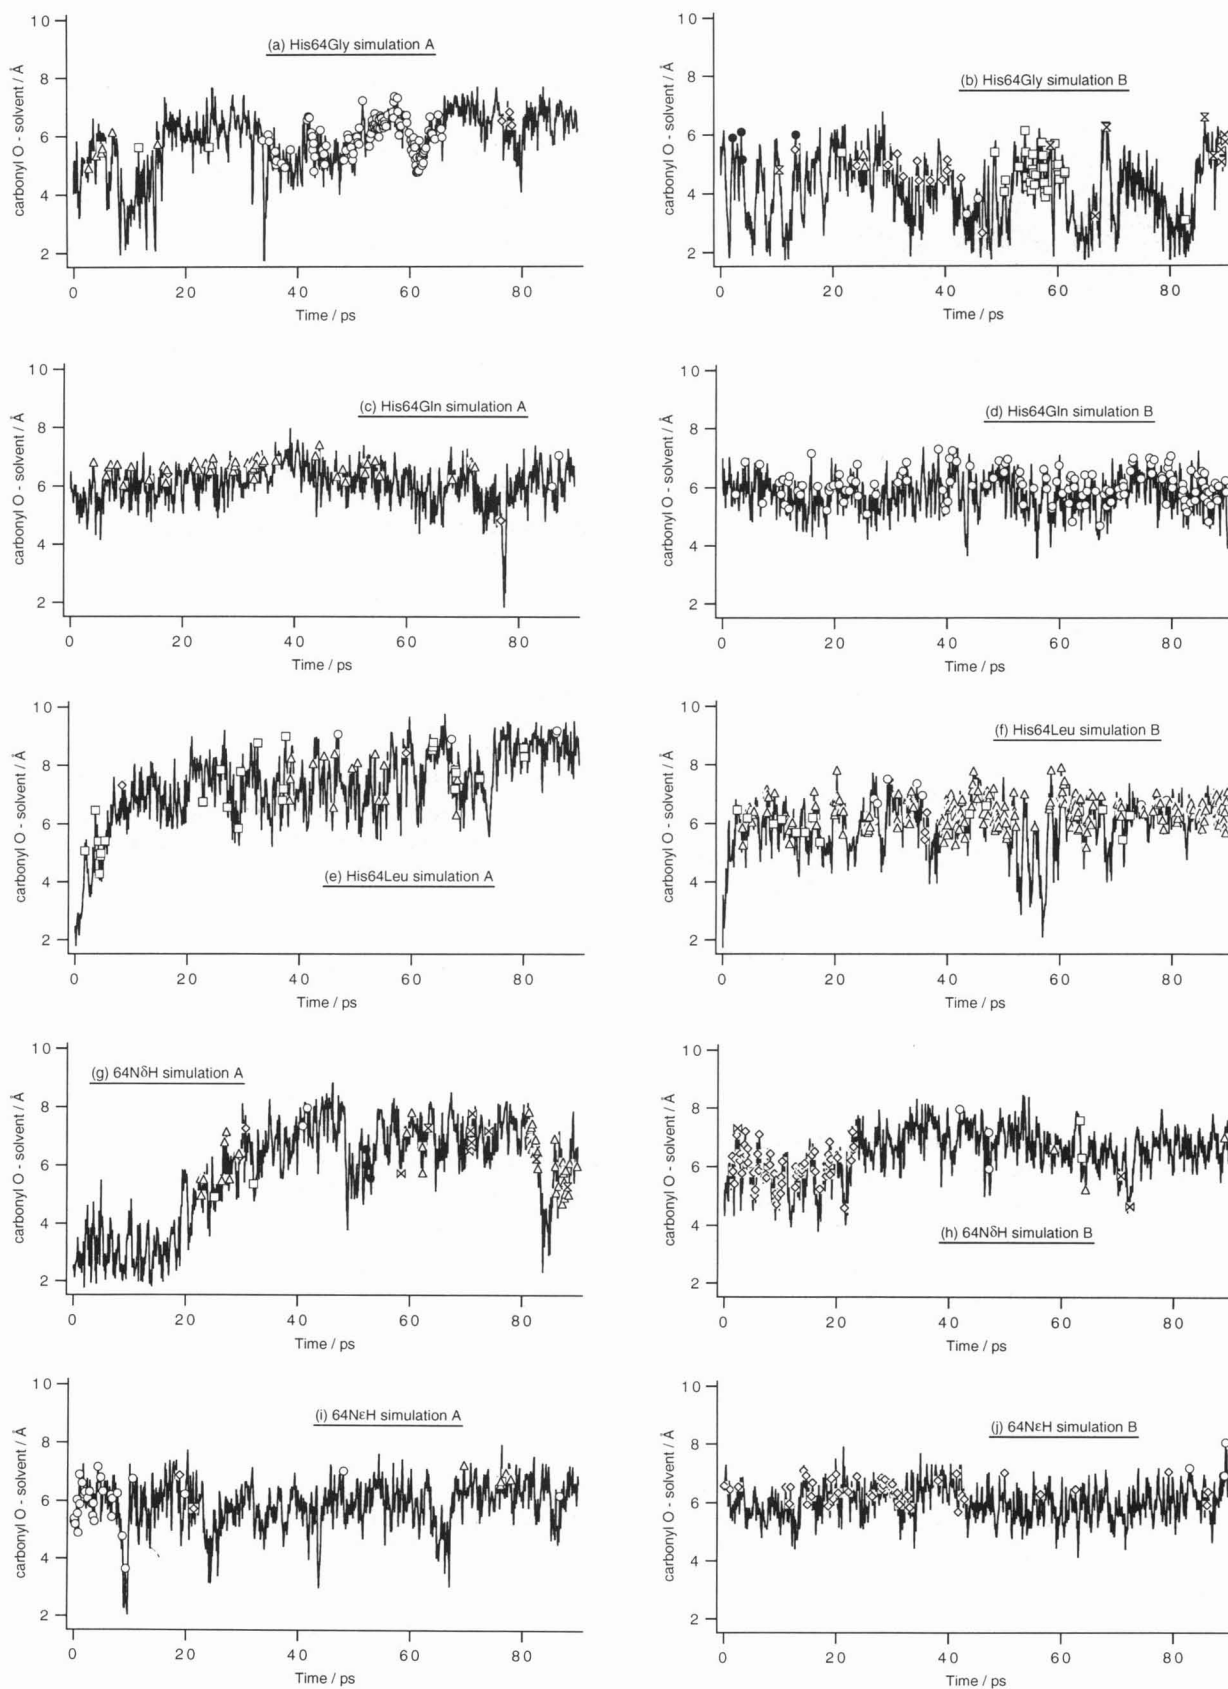 (a) His64Gly simulation A
carbonyl O - solvent / Å
10
8
6
4
2
0 20 40 60 80
Time / ps
(b) His64Gly simulation B
carbonyl O - solvent / Å
10
8
6
4
2
0 20 40 60 80
Time / ps
(c) His64Gln simulation A
carbonyl O - solvent / Å
10
8
6
4
2
0 20 40 60 80
Time / ps
(d) His64Gln simulation B
carbonyl O - solvent / Å
10
8
6
4
2
0 20 40 60 80
Time / ps
(e) His64Leu simulation A
carbonyl O - solvent / Å
10
8
6
4
2
0 20 40 60 80
Time / ps
(f) His64Leu simulation B
carbonyl O - solvent / Å
10
8
6
4
2
0 20 40 60 80
Time / ps
(g) 64NδH simulation A
carbonyl O - solvent / Å
10
8
6
4
2
0 20 40 60 80
Time / ps
(h) 64NδH simulation B
carbonyl O - solvent / Å
10
8
6
4
2
0 20 40 60 80
Time / ps
(i) 64NεH simulation A
carbonyl O - solvent / Å
10
8
6
4
2
0 20 40 60 80
Time / ps
(j) 64NεH simulation B
carbonyl O - solvent / Å
10
8
6
4
2
0 20 40 60 80
Time / ps